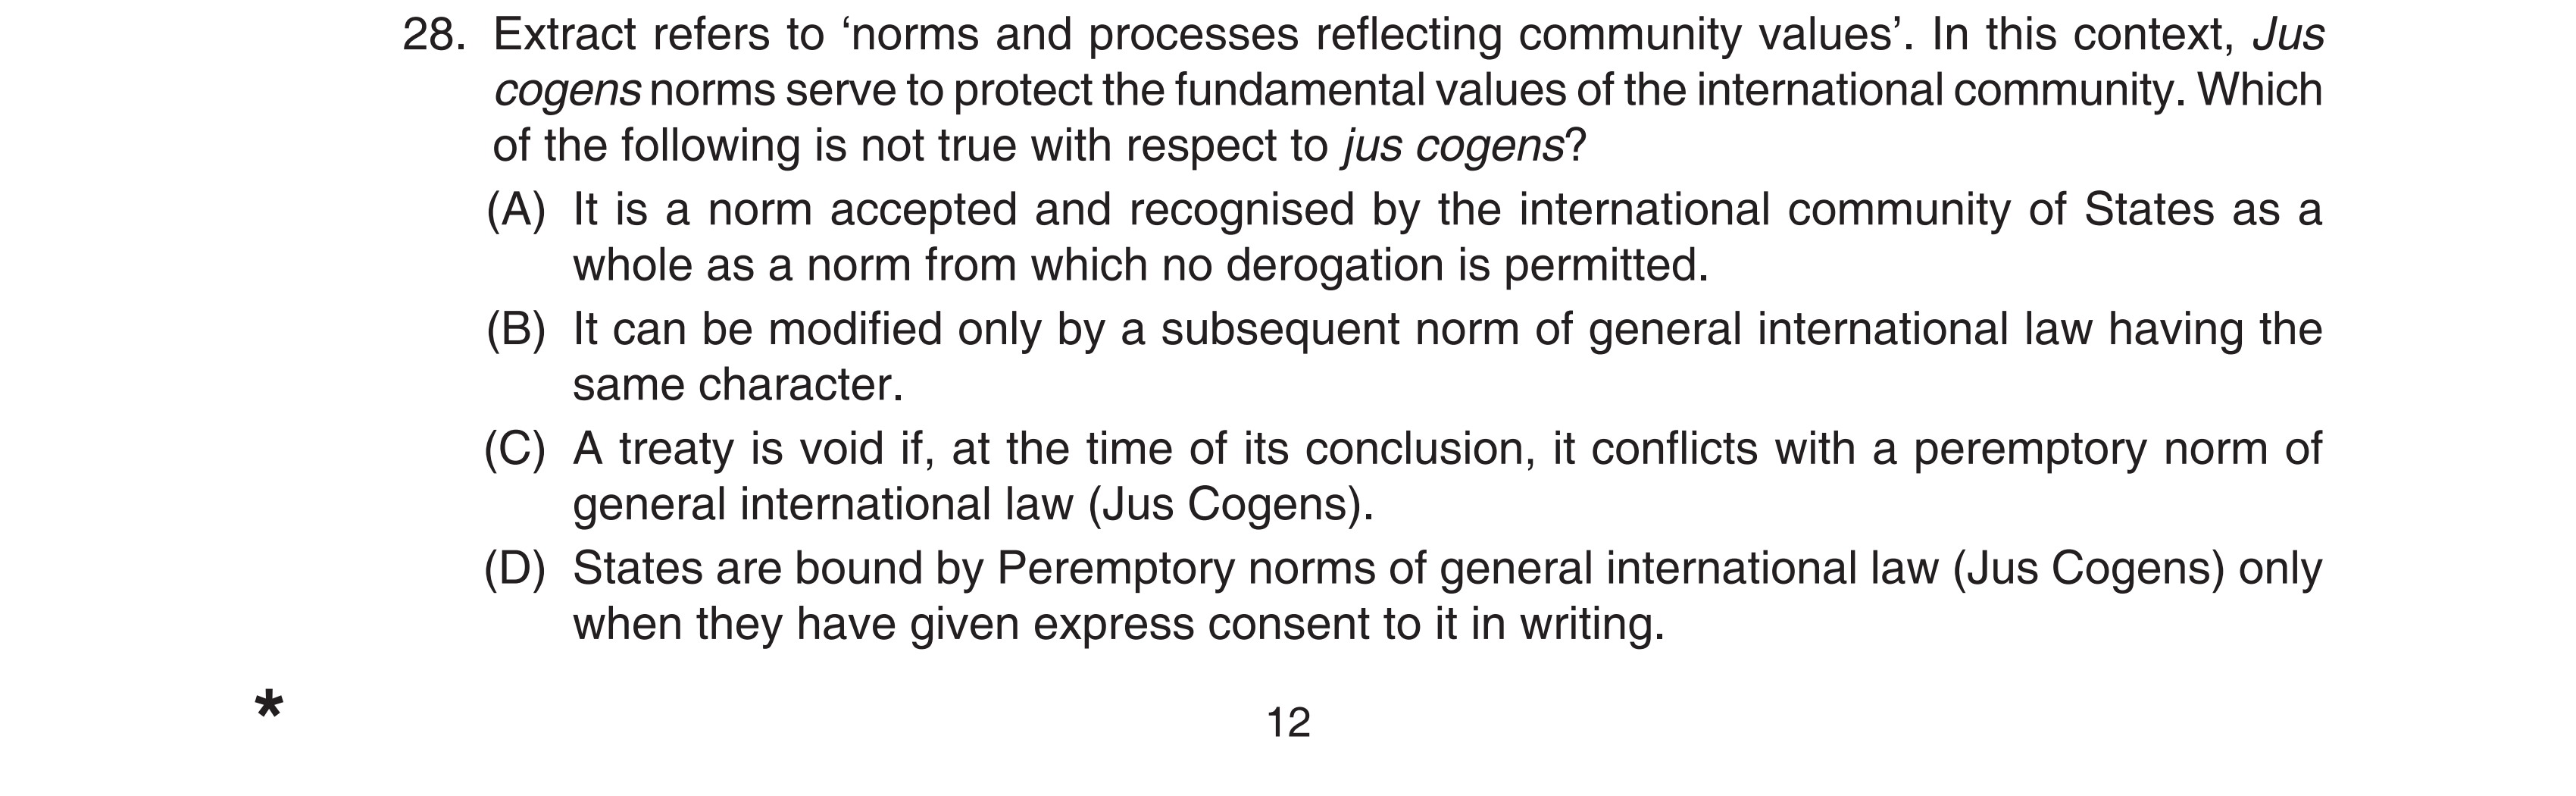 28. Extract refers to ‘norms and processes reflecting community values’. In this context, Jus
cogens norms serve to protect the fundamental values of the international community. Which
of the following is not true with respect to jus cogens?
(A) It is a norm accepted and recognised by the international community of States as a
whole as a norm from which no derogation is permitted.
(B) It can be modified only by a subsequent norm of general international law having the
same character.
(C) A treaty is void if, at the time of its conclusion, it conflicts with a peremptory norm of
general international law (Jus Cogens).
(D) States are bound by Peremptory norms of general international law (Jus Cogens) only
when they have given express consent to it in writing.
* 12